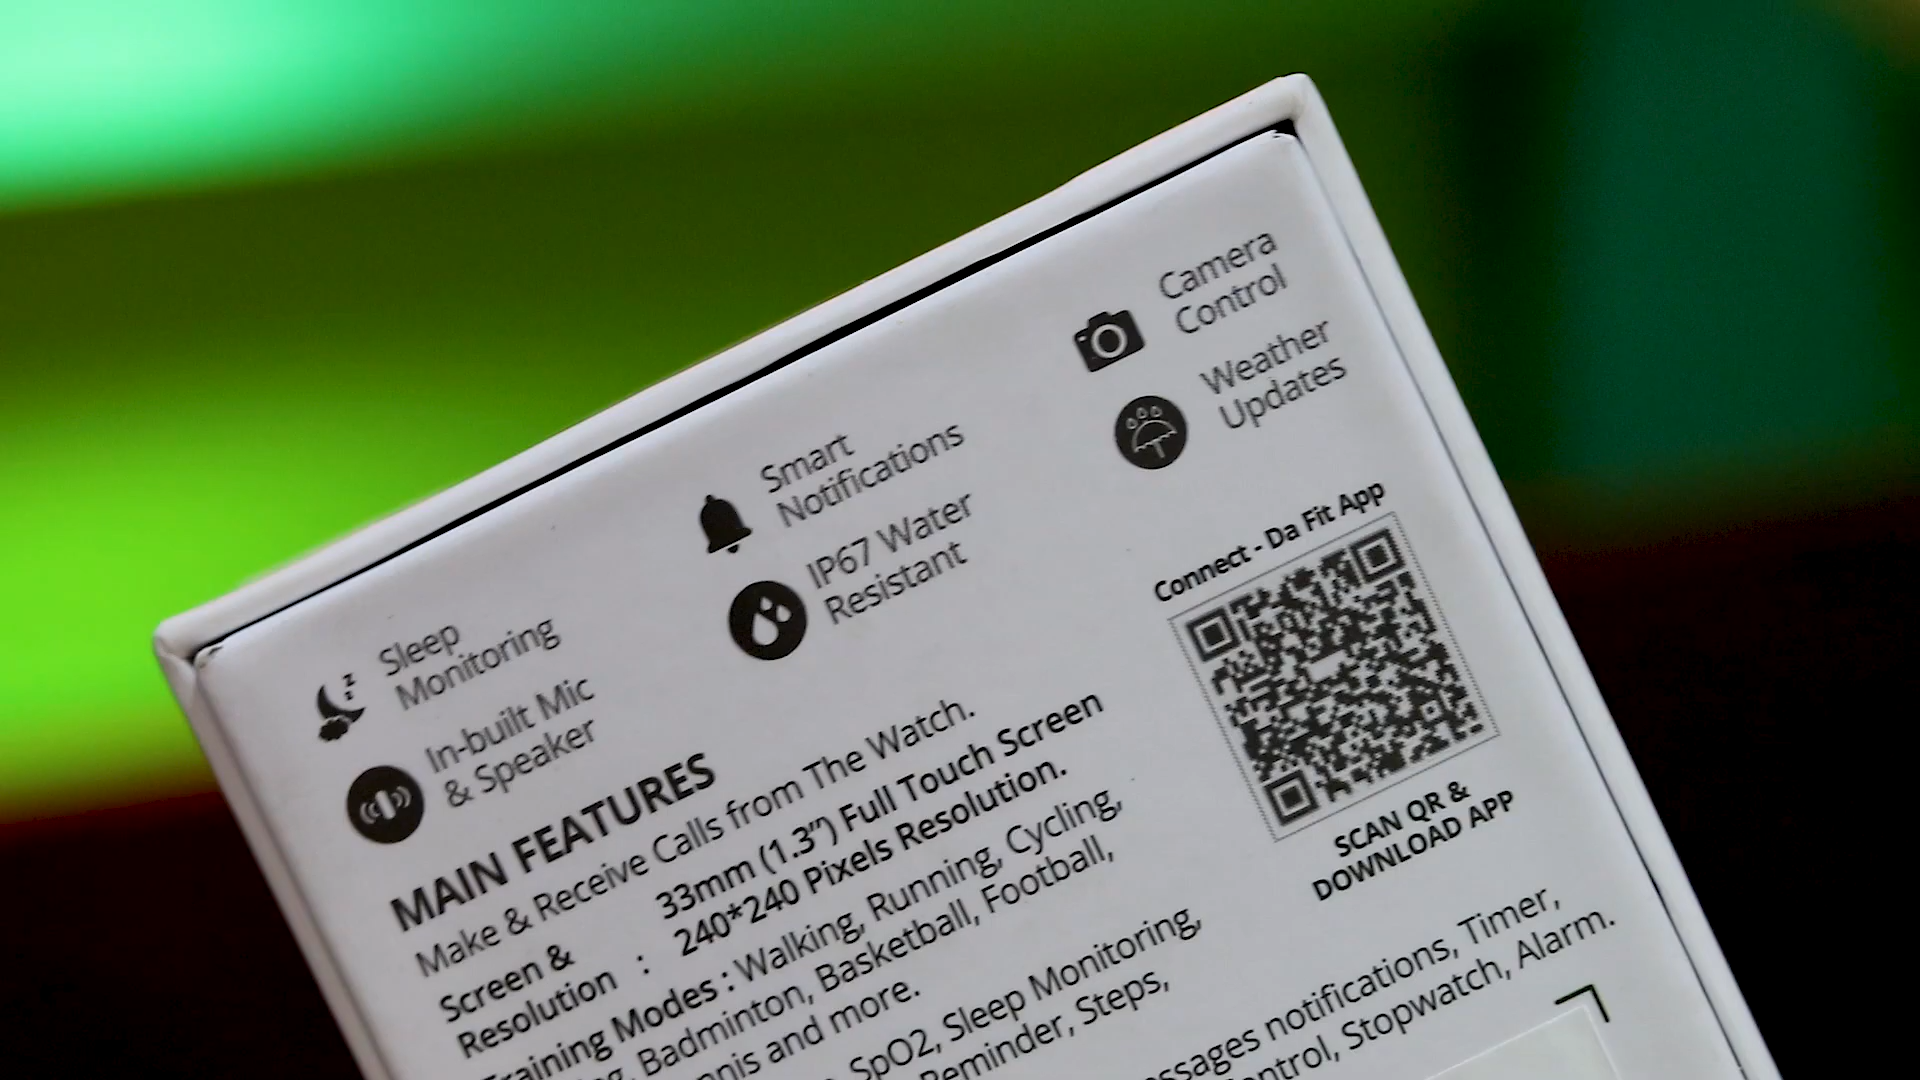 Sleep
Monitoring
In-built Mic
& Speaker
Smart
Notifications
IP67 Water
Resistant
Camera
Control
Weather
Updates
Connect - Da Fit App
SCAN QR &
DOWNLOAD APP
MAIN FEATURES
Make & Receive Calls from The Watch.
Screen & 33mm (1.3”) Full Touch Screen
Resolution : 240*240 Pixels Resolution.
Training Modes : Walking, Running, Cycling,
Badminton, Basketball, Football,
and more.
SpO2, Sleep Monitoring,
Reminder, Steps,
notifications, Timer,
Stopwatch, Alarm.